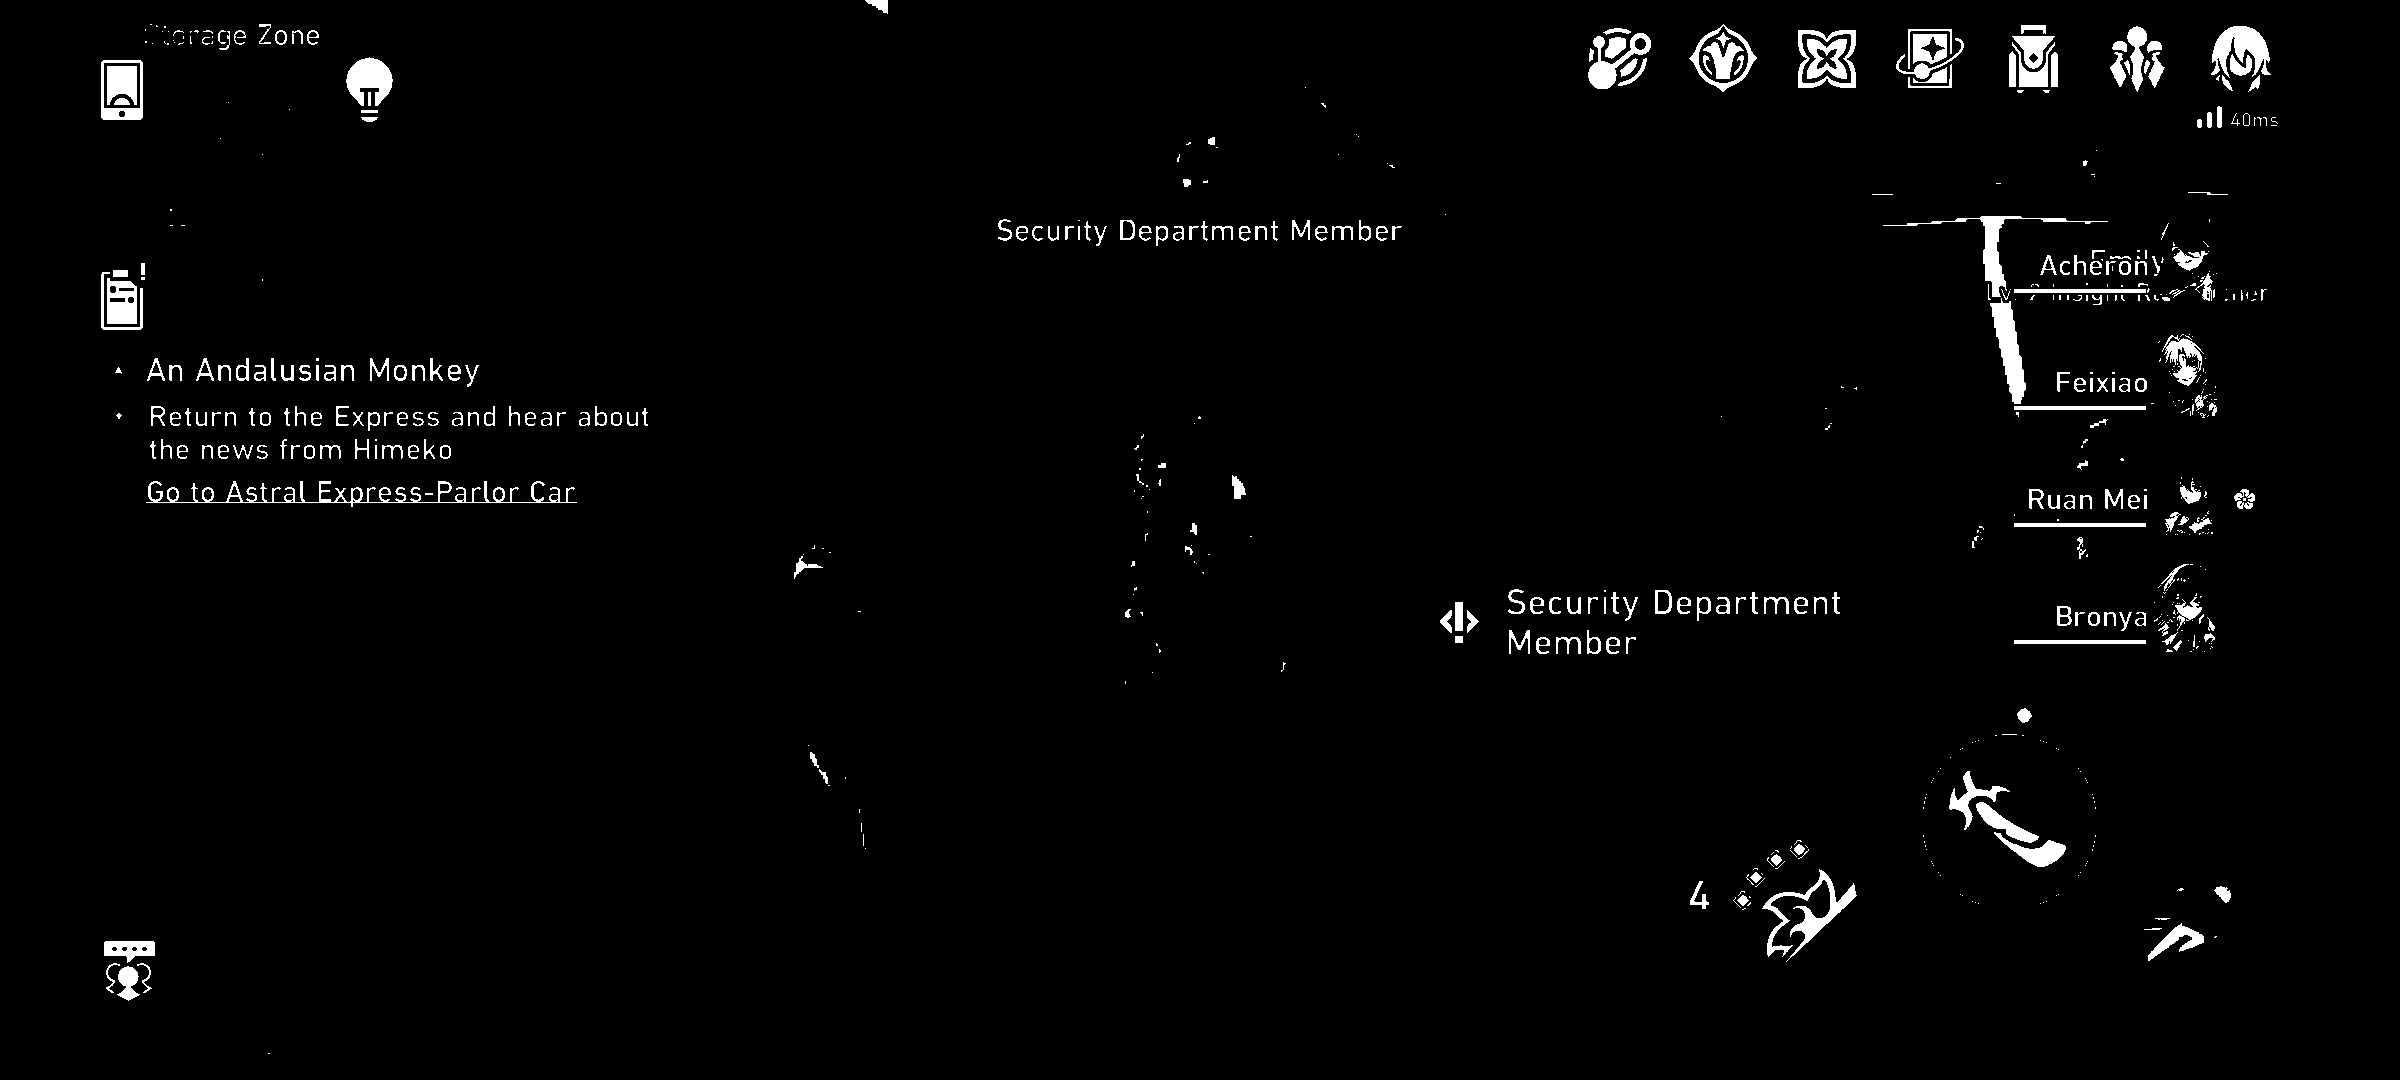 Storage Zone
40ms
Security Department Member
Acheron
Emily
Feixiao
An Andalusian Monkey
Return to the Express and hear about
the news from Himeko
Go to Astral Express-Parlor Car
Ruan Mei
Security Department
Member
Bronya
4